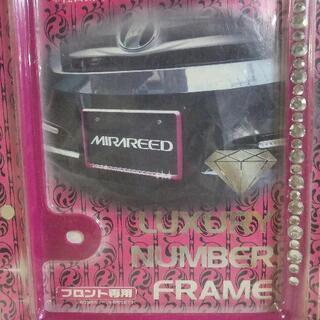 MIRAREED
LUXURY
NUMBER
FRAME
フロント専用